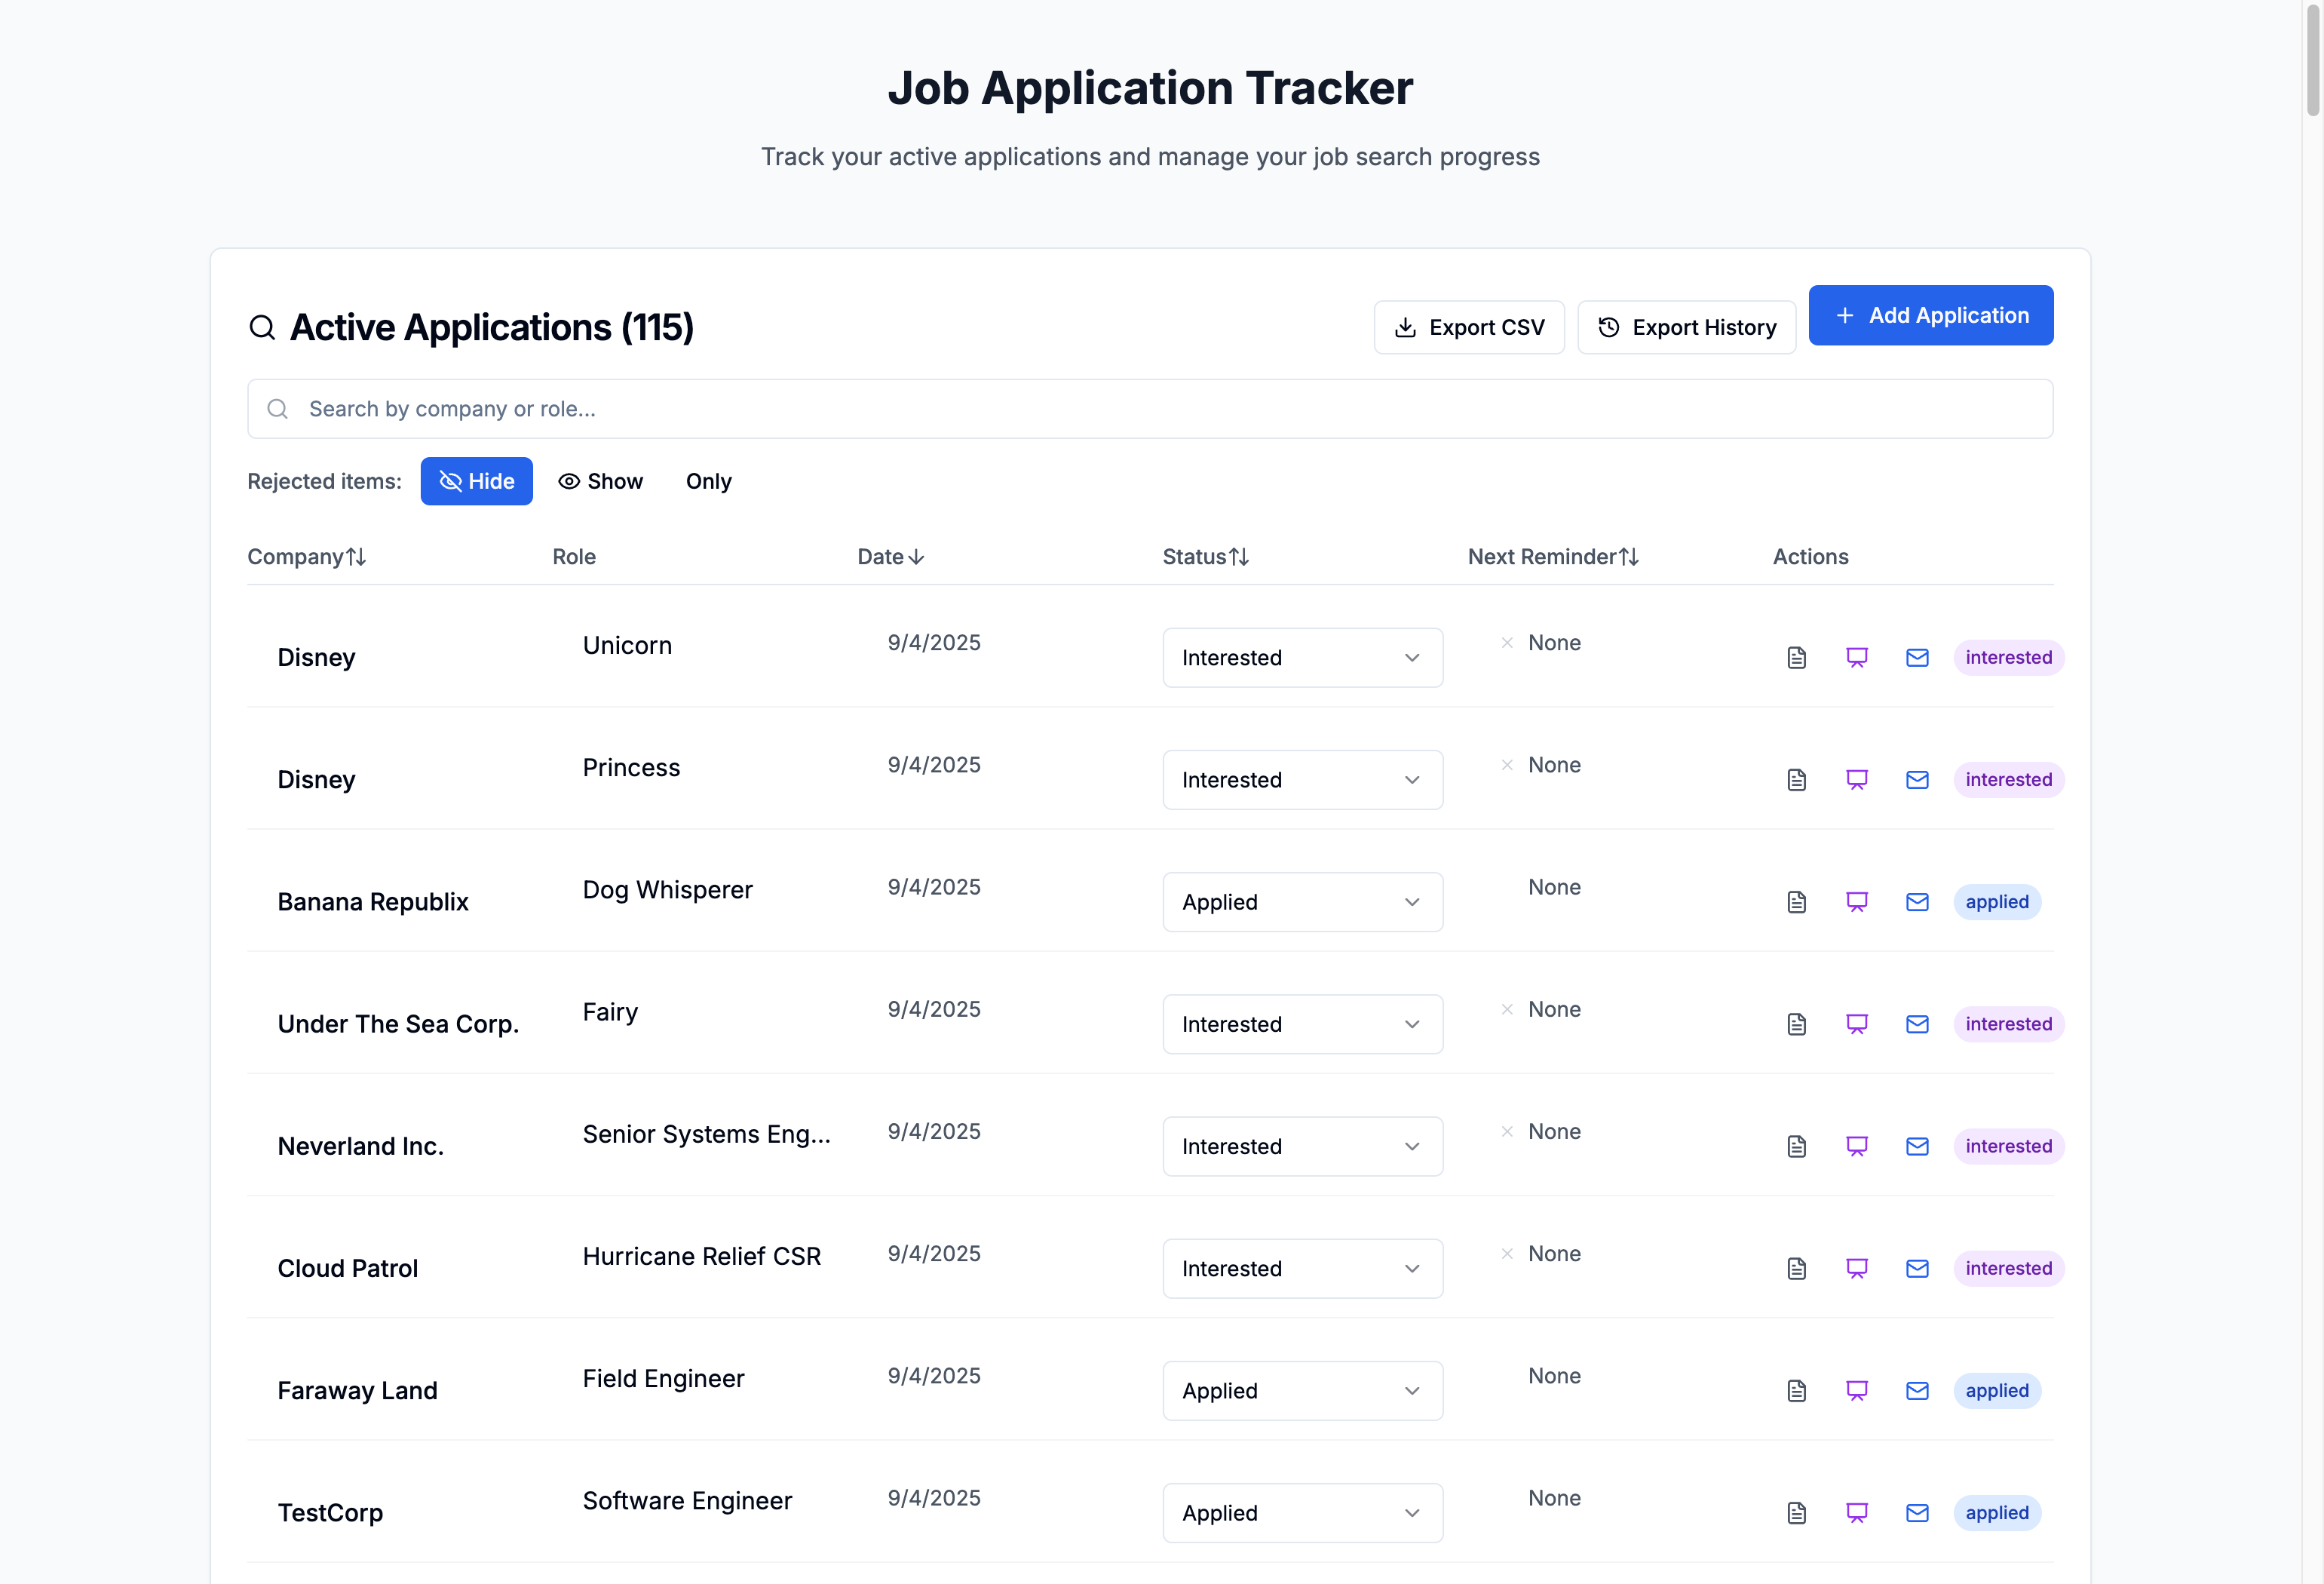 Job Application Tracker
Track your active applications and manage your job search progress
Active Applications (115)
Export CSV
Export History
Add Application
Search by company or role...
Rejected items: Hide Show Only
Company Role Date Status Next Reminder Actions
Disney Unicorn 9/4/2025 Interested None interested
Disney Princess 9/4/2025 Interested None interested
Banana Republix Dog Whisperer 9/4/2025 Applied None applied
Under The Sea Corp. Fairy 9/4/2025 Interested None interested
Neverland Inc. Senior Systems Eng... 9/4/2025 Interested None interested
Cloud Patrol Hurricane Relief CSR 9/4/2025 Interested None interested
Faraway Land Field Engineer 9/4/2025 Applied None applied
TestCorp Software Engineer 9/4/2025 Applied None applied